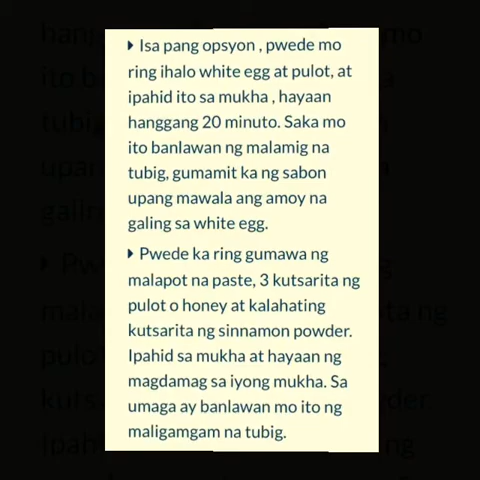 ‣ Isa pang opsyon , pwede mo
ring ihalo white egg at pulot, at
ipahid ito sa mukha , hayaan
hanggang 20 minuto. Saka mo
ito banlawan ng malamig na
tubig, gumamit ka ng sabon
upang mawala ang amoy na
galing sa white egg.
‣ Pwede ka ring gumawa ng
malapot na paste, 3 kutsarita ng
pulot o honey at kalahating
kutsarita ng sinnamon powder.
Ipahid sa mukha at hayaan ng
magdamag sa iyong mukha. Sa
umaga ay banlawan mo ito ng
maligamgam na tubig.